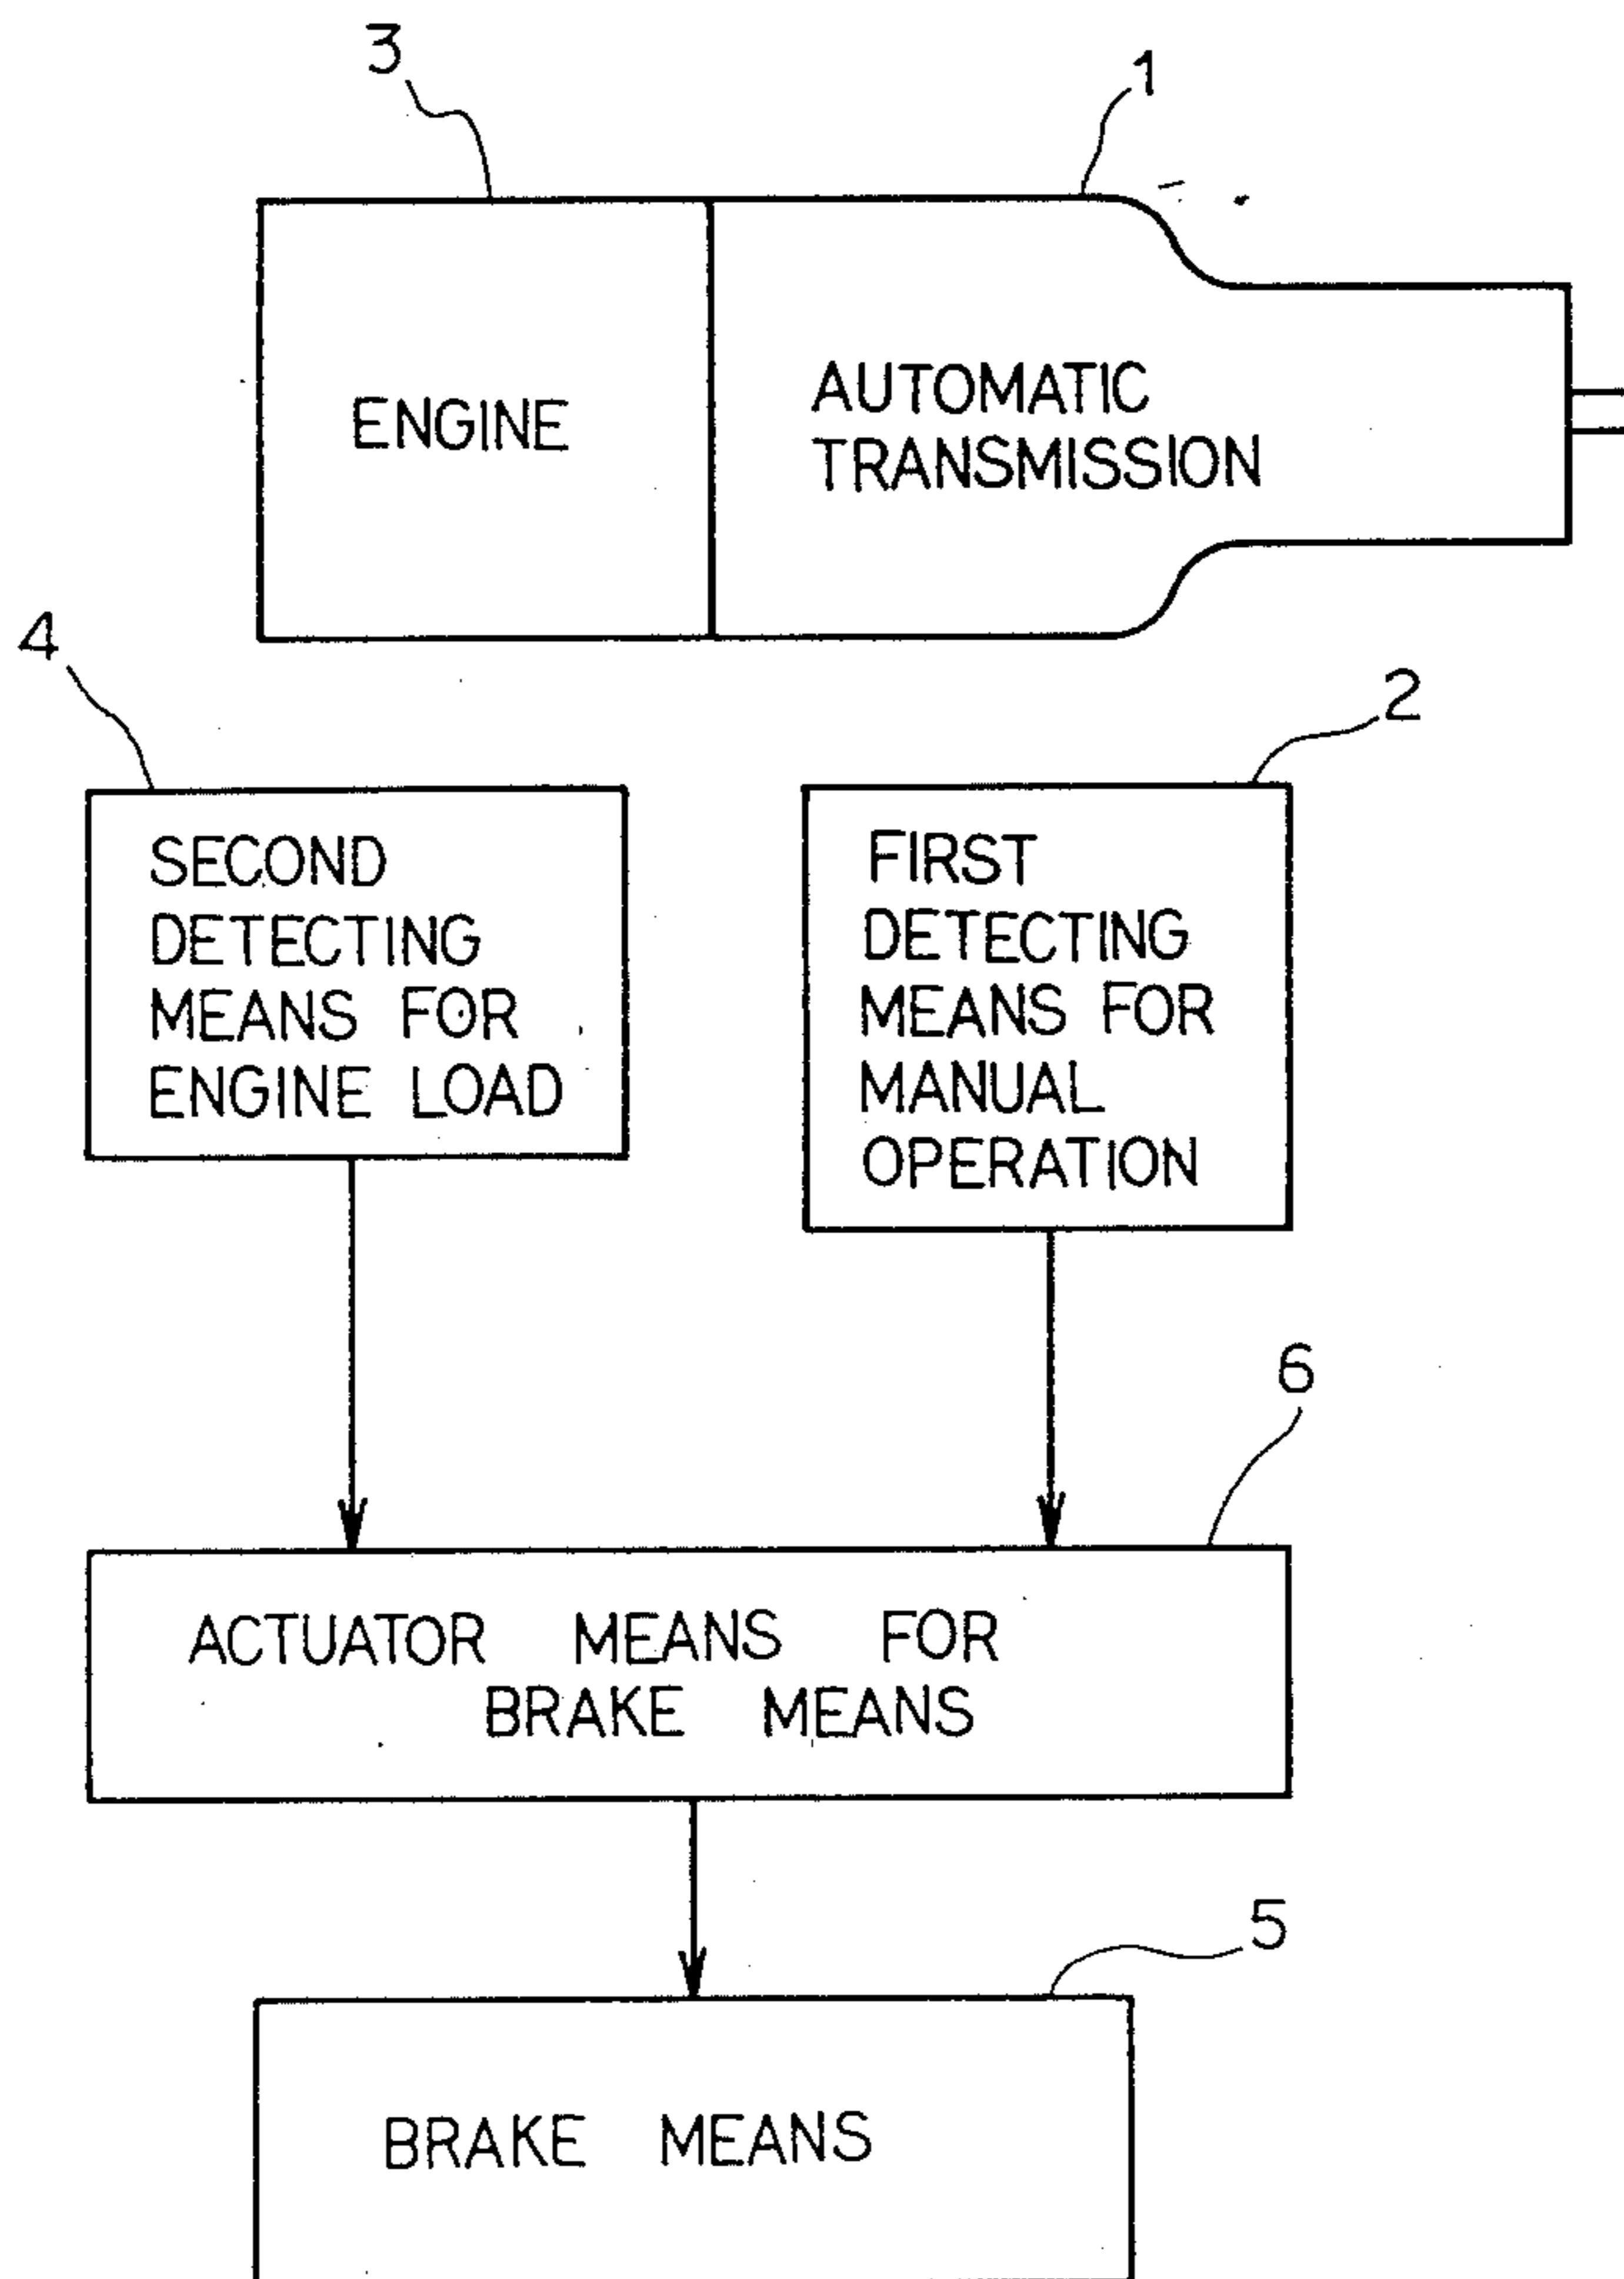 3
1
ENGINE
AUTOMATIC
TRANSMISSION
4
2
SECOND
DETECTING
MEANS FOR
ENGINE LOAD
FIRST
DETECTING
MEANS FOR
MANUAL
OPERATION
6
ACTUATOR MEANS FOR
BRAKE MEANS
5
BRAKE MEANS